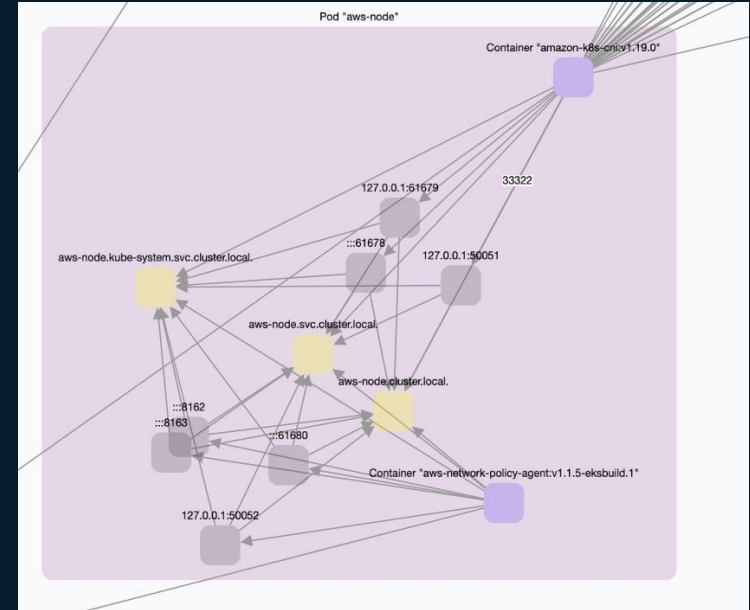 Pod "aws-node"
Container "amazon-k8s-cni:v1.19.0"
33322
127.0.0.1:61679
:::61678
127.0.0.1:50051
aws-node.kube-system.svc.cluster.local.
aws-node.svc.cluster.local.
aws-node.cluster.local.
:::8162
:::8163
:::61680
Container "aws-network-policy-agent:v1.1.5-eksbuild.1"
127.0.0.1:50052